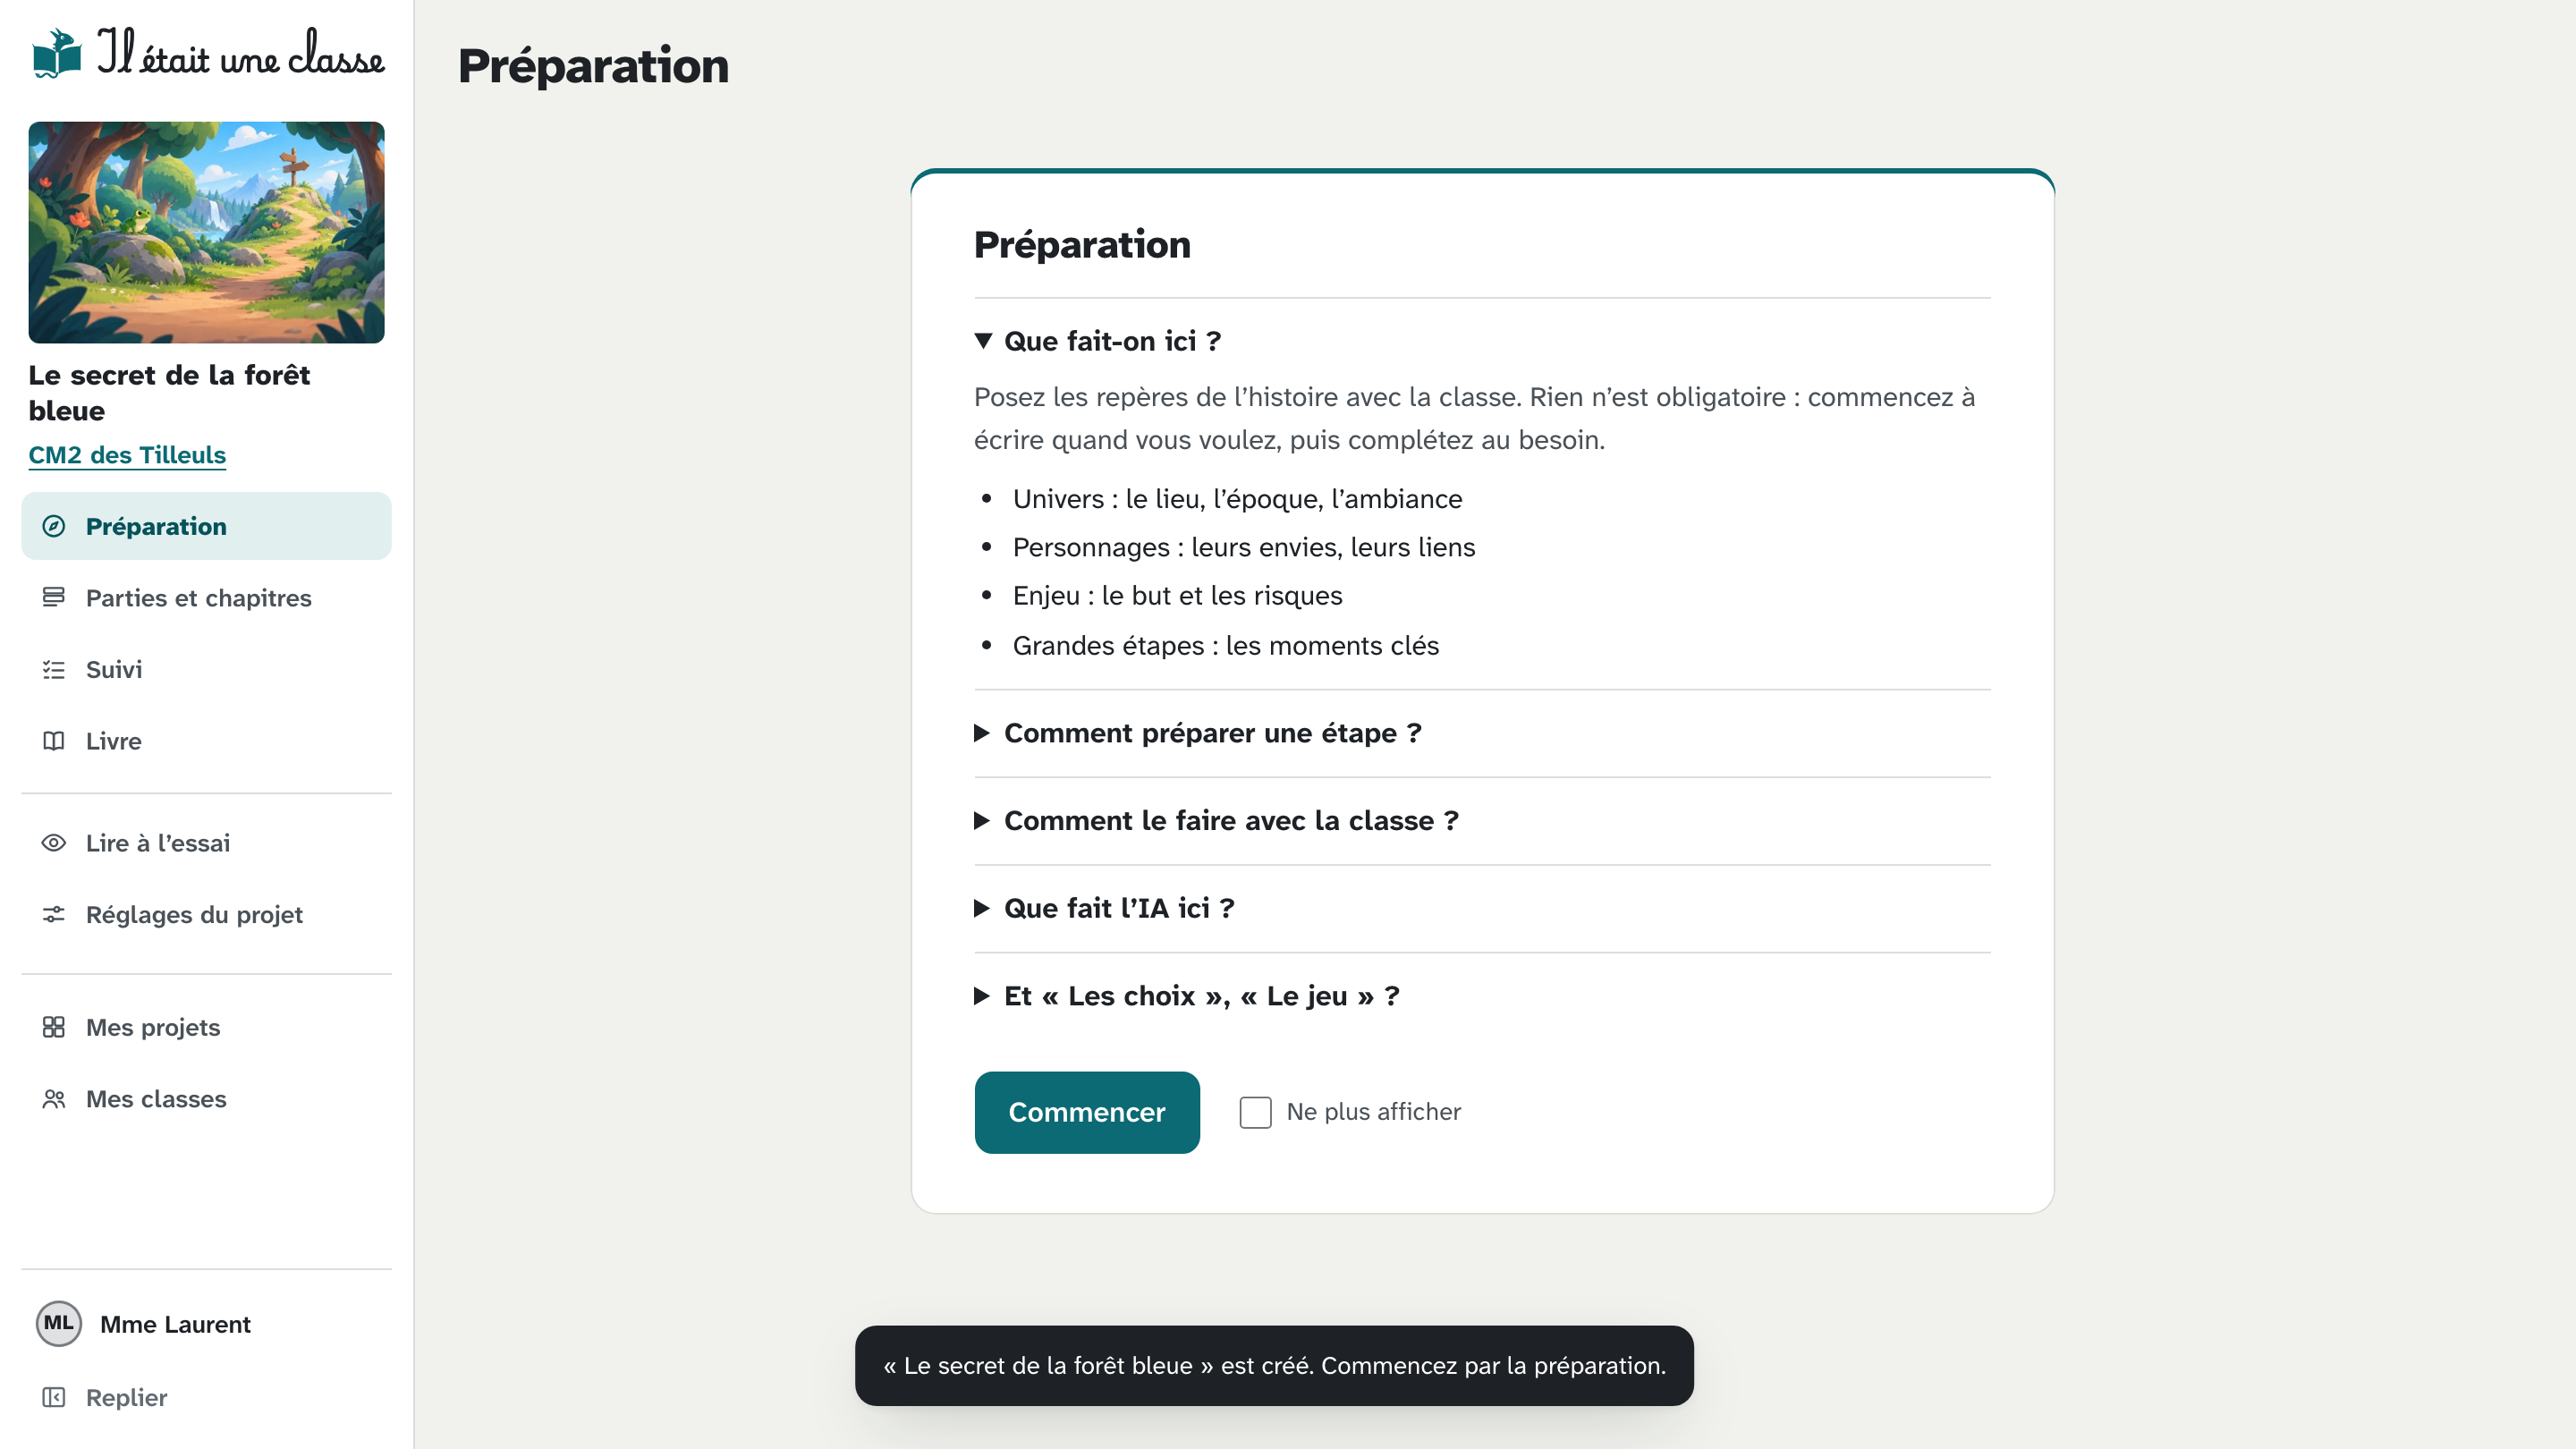 Il était une classe
Le secret de la forêt
bleue
CM2 des Tilleuls
Préparation
Parties et chapitres
Suivi
Livre
Lire à l’essai
Réglages du projet
Mes projets
Mes classes
ML
Mme Laurent
Replier
Préparation
Préparation
▼ Que fait-on ici ?
Posez les repères de l’histoire avec la classe. Rien n’est obligatoire : commencez à
écrire quand vous voulez, puis complétez au besoin.
• Univers : le lieu, l’époque, l’ambiance
• Personnages : leurs envies, leurs liens
• Enjeu : le but et les risques
• Grandes étapes : les moments clés
▶ Comment préparer une étape ?
▶ Comment le faire avec la classe ?
▶ Que fait l’IA ici ?
▶ Et « Les choix », « Le jeu » ?
Commencer
Ne plus afficher
« Le secret de la forêt bleue » est créé. Commencez par la préparation.